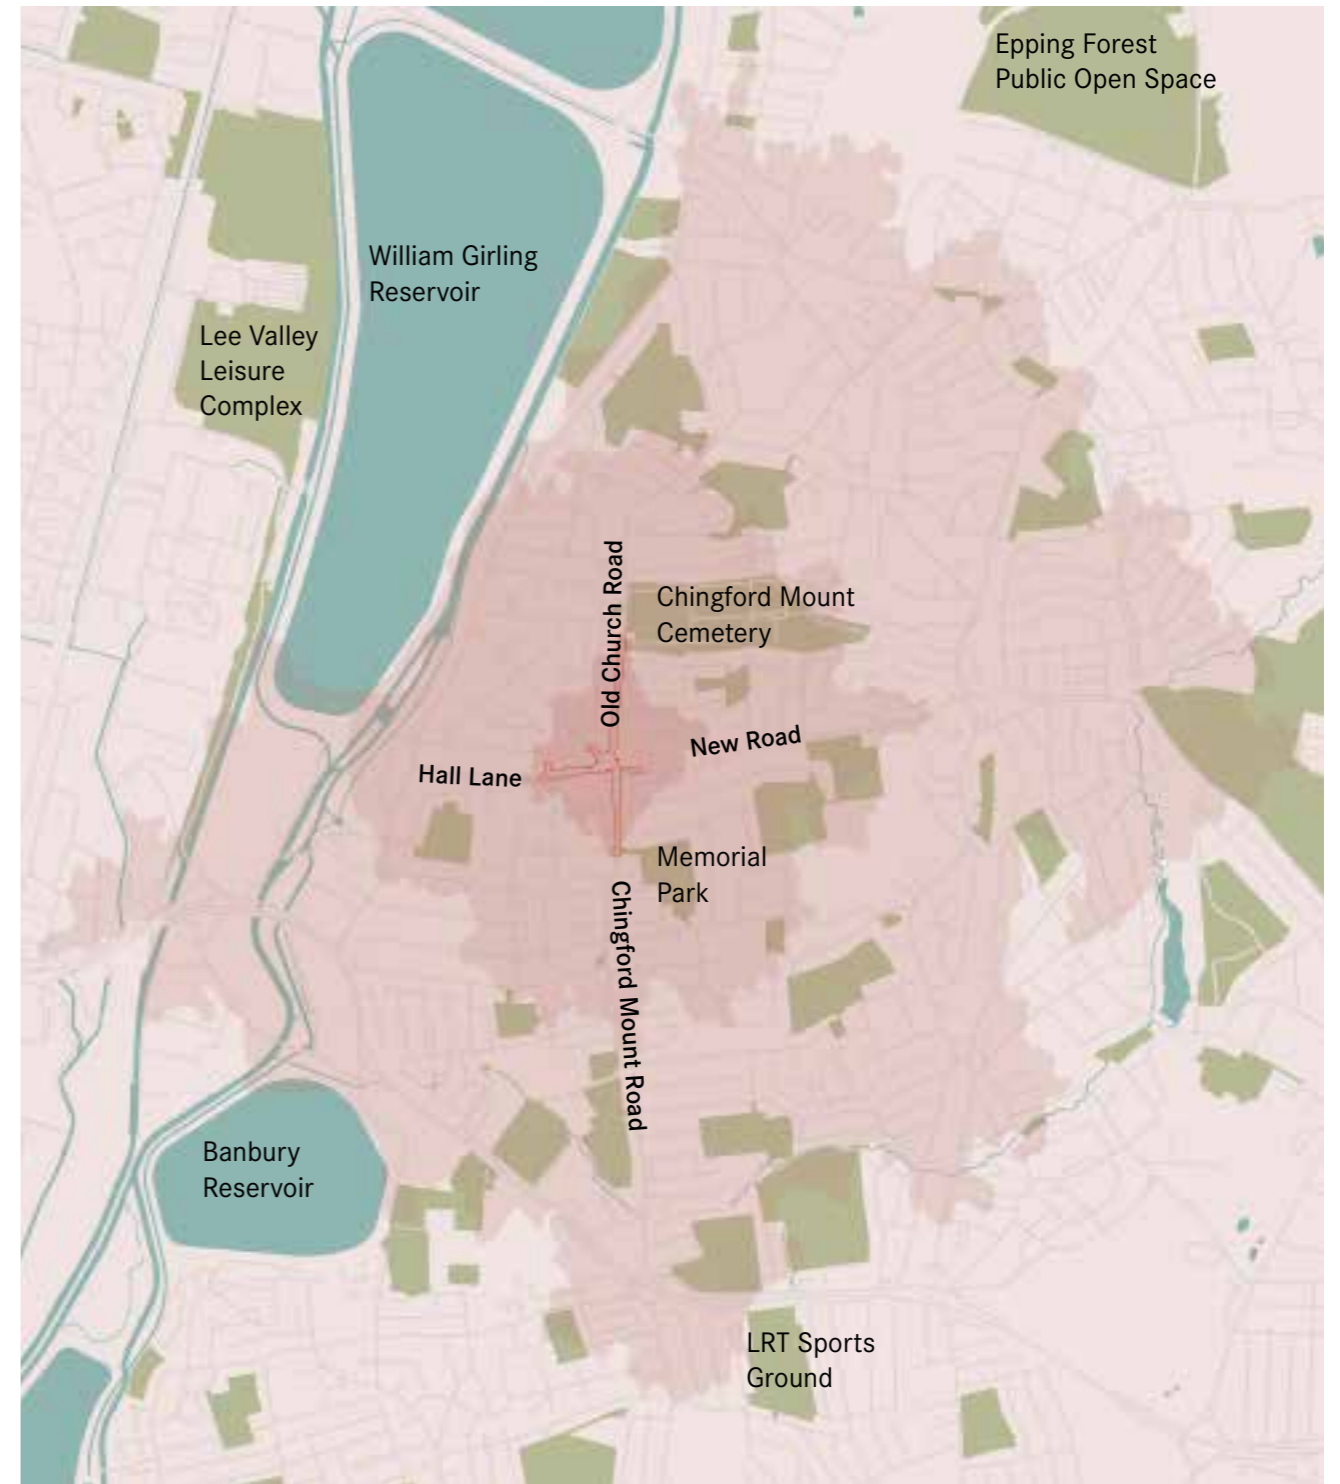 Epping Forest
Public Open Space
William Girling
Reservoir
Lee Valley
Leisure
Complex
Old Church Road
Chingford Mount
Cemetery
New Road
Hall Lane
Memorial
Park
Chingford Mount Road
Banbury
Reservoir
LRT Sports
Ground